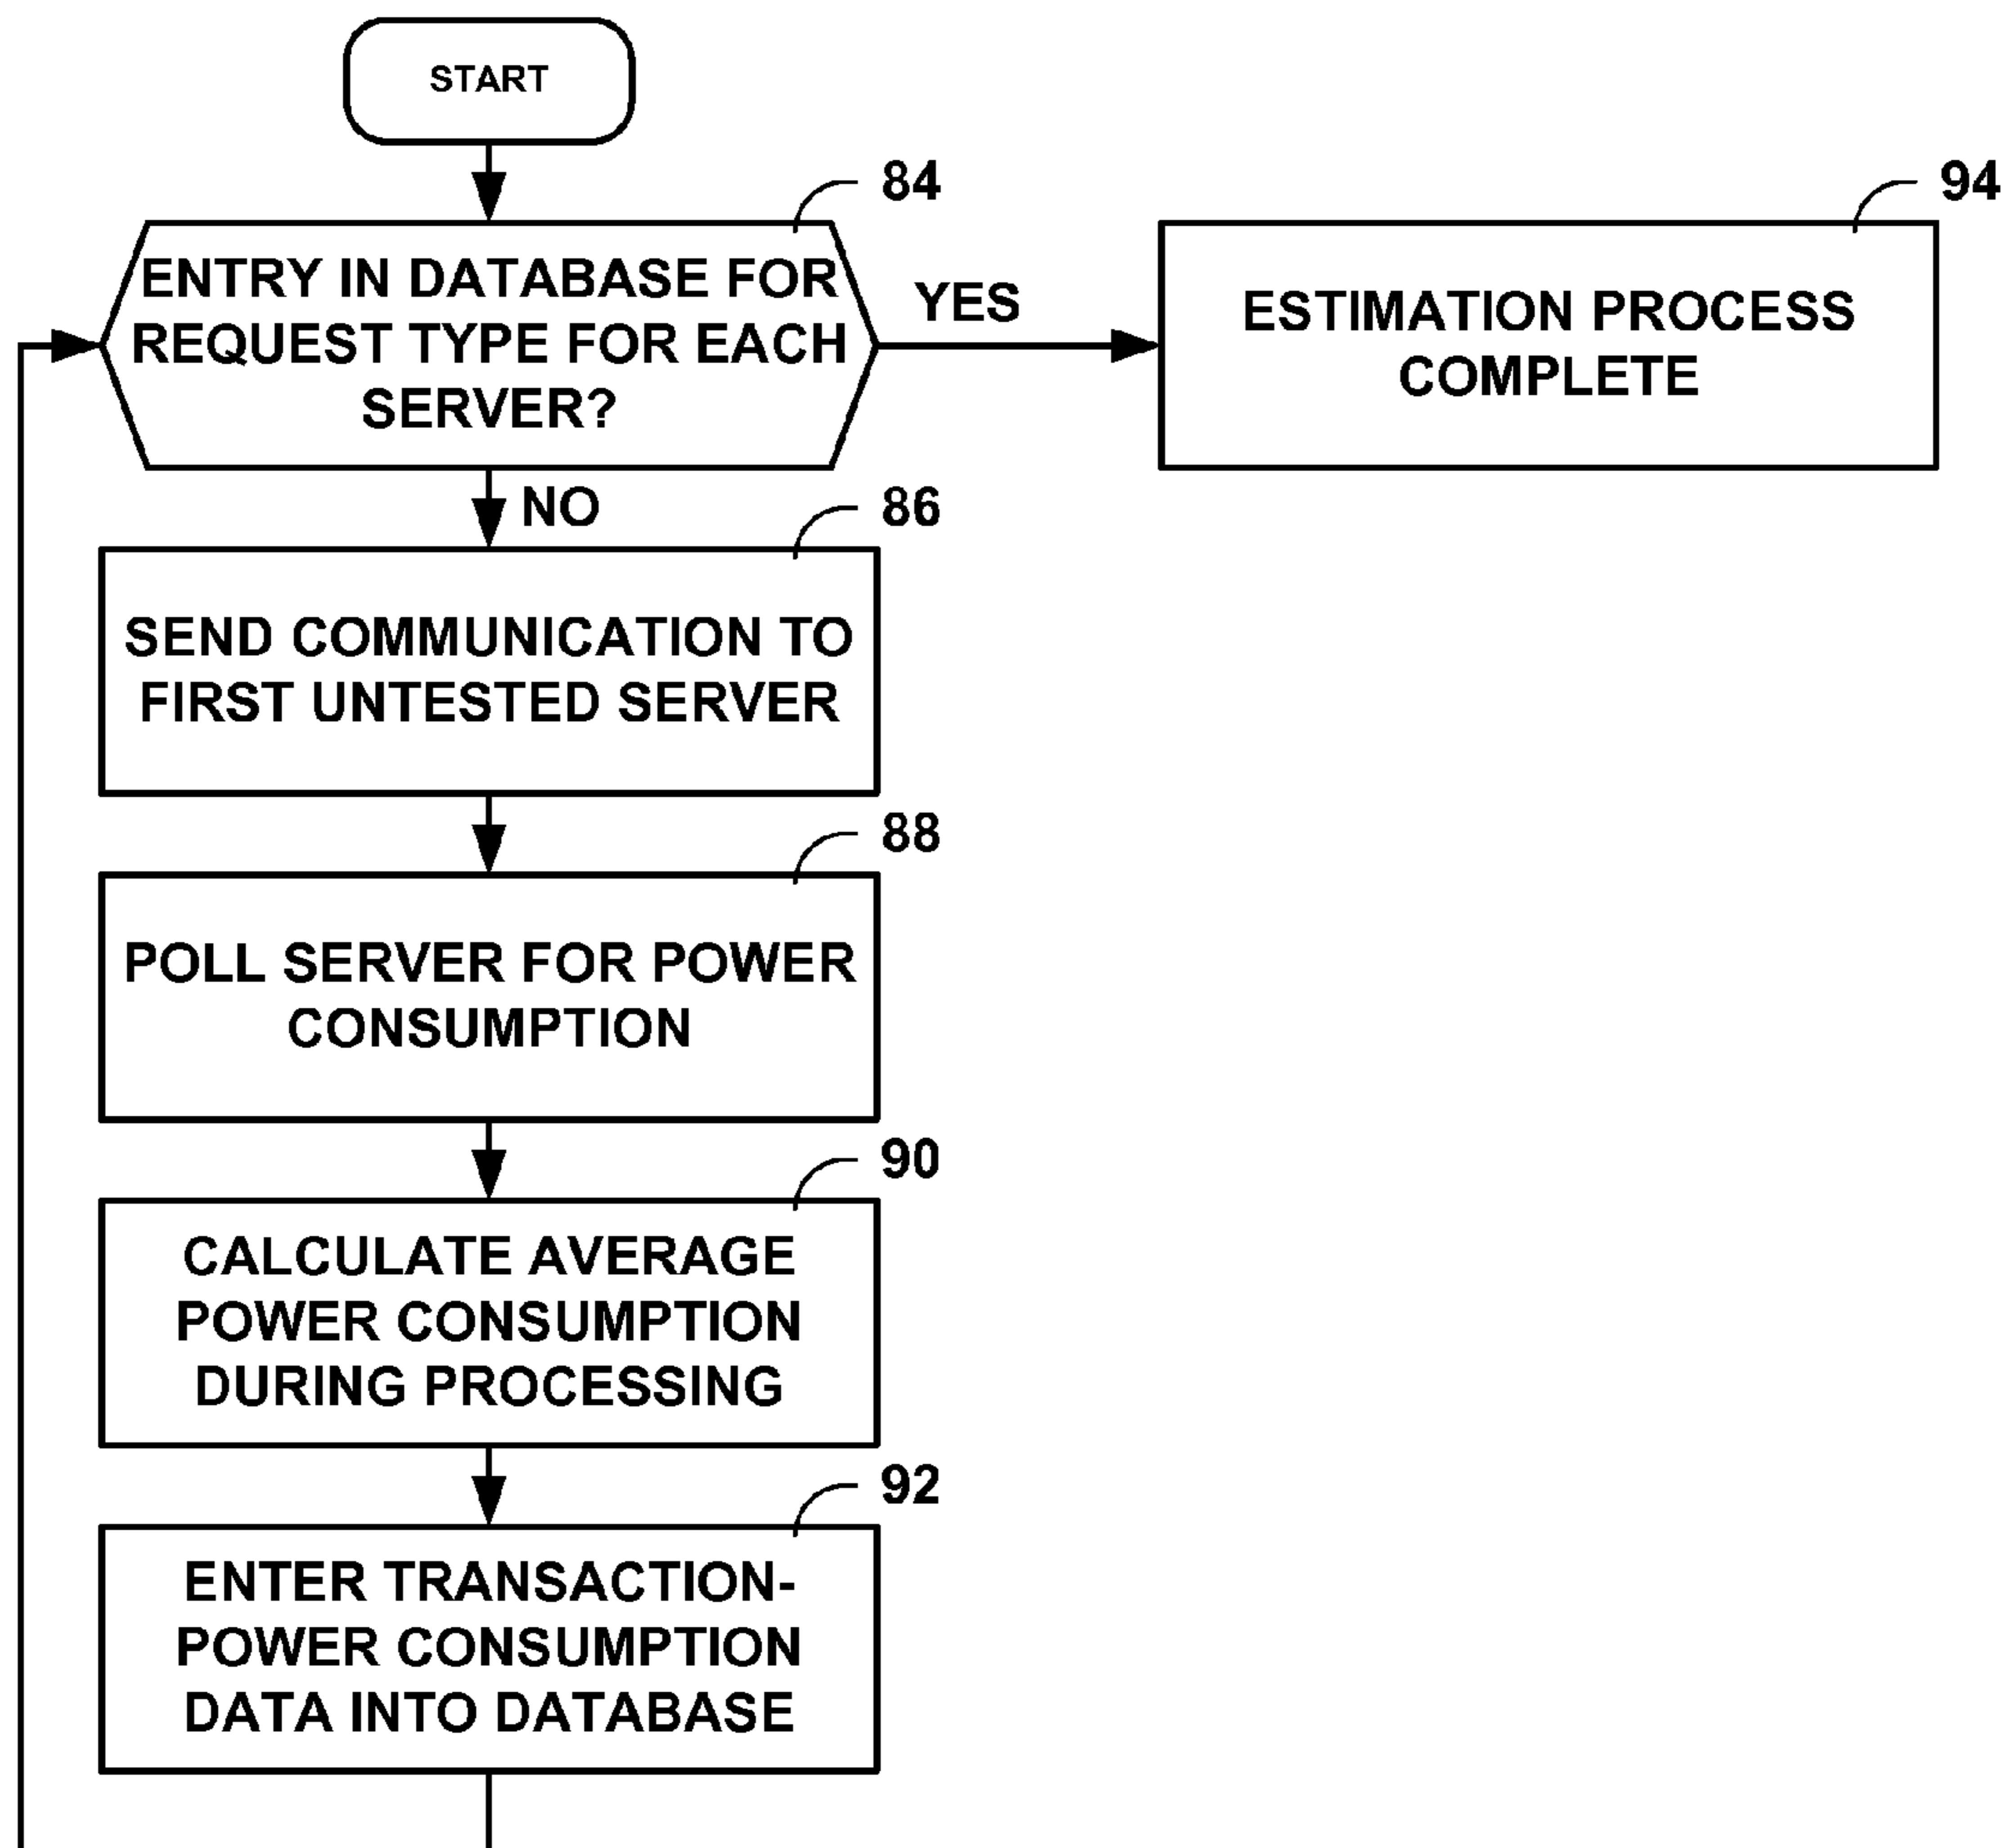 START
84
ENTRY IN DATABASE FOR
REQUEST TYPE FOR EACH
SERVER?
YES
94
ESTIMATION PROCESS
COMPLETE
NO
86
SEND COMMUNICATION TO
FIRST UNTESTED SERVER
88
POLL SERVER FOR POWER
CONSUMPTION
90
CALCULATE AVERAGE
POWER CONSUMPTION
DURING PROCESSING
92
ENTER TRANSACTION-
POWER CONSUMPTION
DATA INTO DATABASE